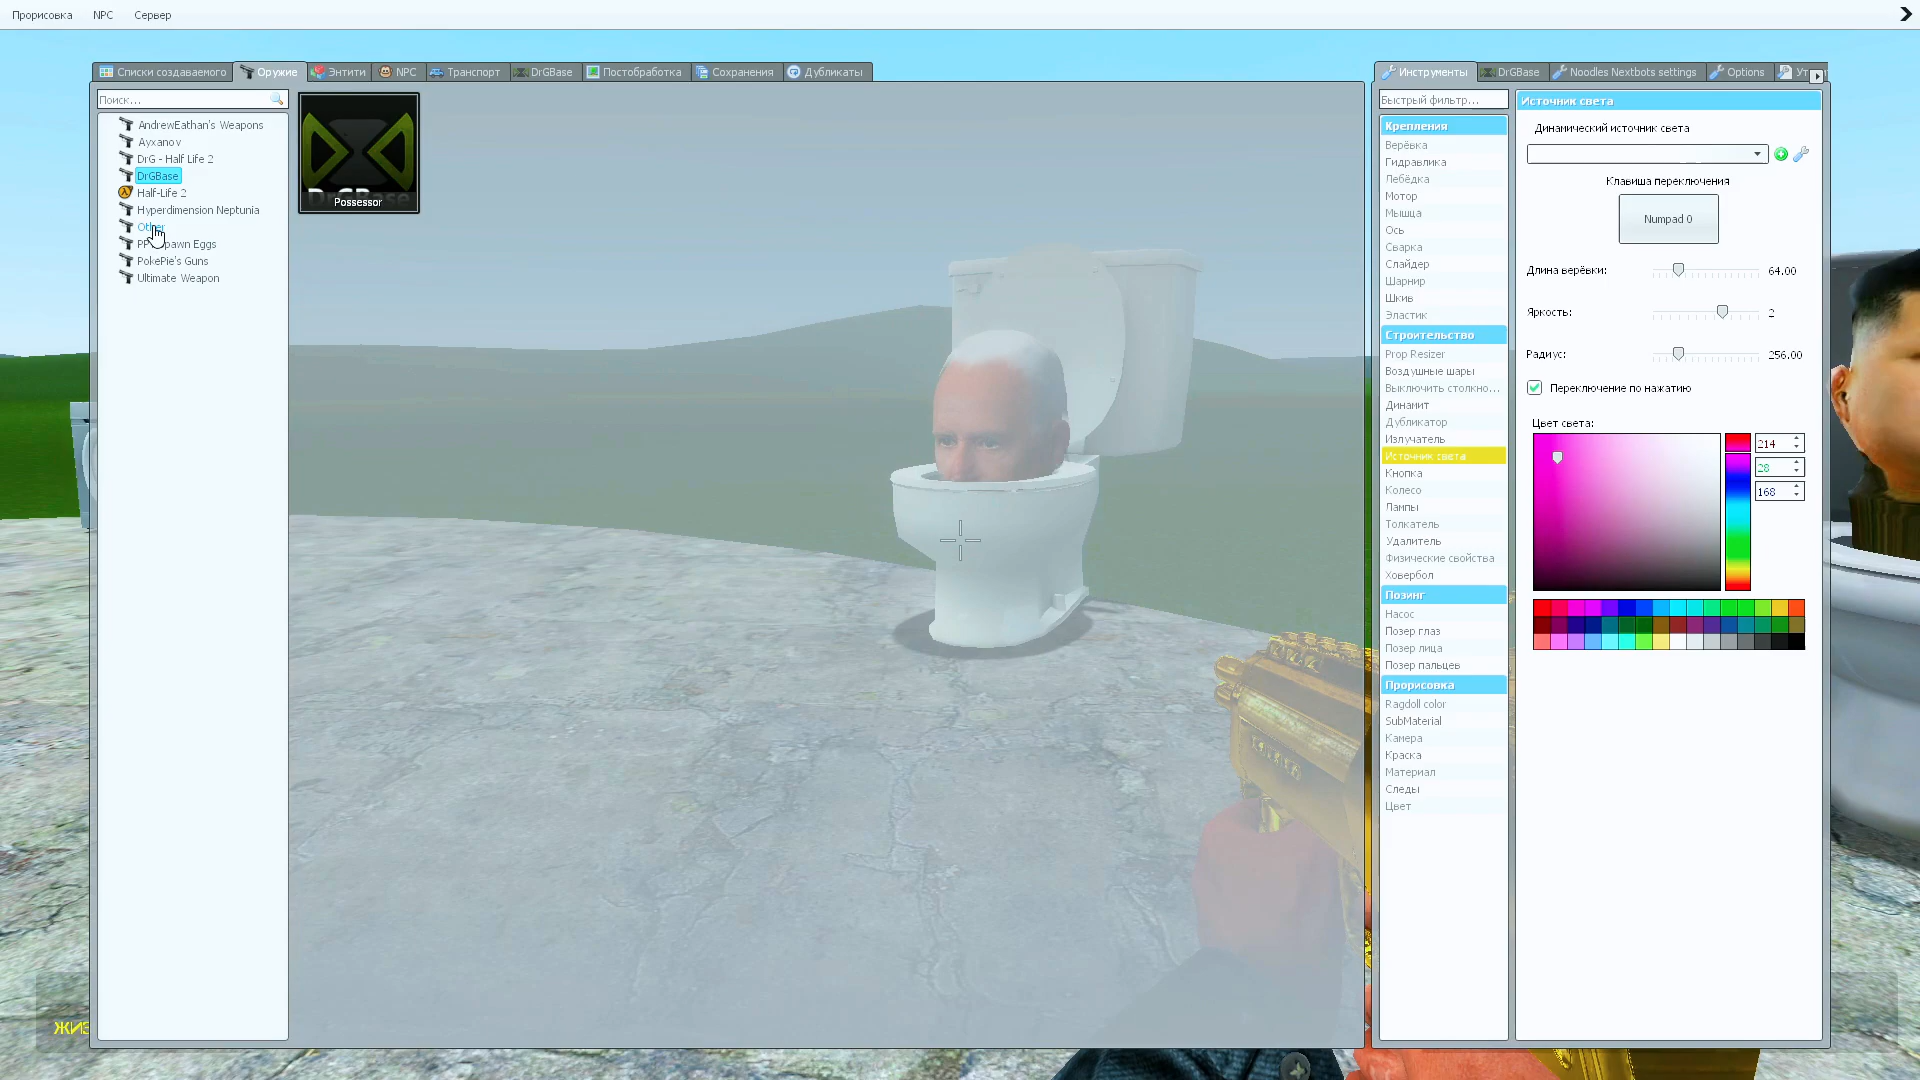 Прорисовка NPC Сервер
Списки создаваемого Оружие Энтити NPC Транспорт DrGBase Постобработка Сохранения Дубликаты
Поиск...
AndrewEathan's Weapons
Ayxanov
DrG - Half Life 2
DrGBase
Half-Life 2
Hyperdimension Neptunia
Other
PokePie's Guns
Ultimate Weapon
DrGBase
Possessor
Инструменты DrGBase Noodles Nextbots settings Options
Быстрый фильтр...
Крепления
Верёвка
Гидравлика
Лебёдка
Мотор
Мышца
Ось
Сварка
Слайдер
Шарнир
Шкив
Эластик
Строительство
Prop Resizer
Воздушные шары
Выключить столкно...
Динамит
Дубликатор
Излучатель
Источник света
Кнопка
Колесо
Лампы
Толкатель
Удалитель
Физические свойства
Ховербол
Позинг
Насос
Позер глаз
Позер лица
Позер пальцев
Прорисовка
Ragdoll color
SubMaterial
Камера
Краска
Материал
Следы
Цвет
Источник света
Динамический источник света
Клавиша переключения
Numpad 0
Длина верёвки: 64.00
Яркость: 2
Радиус: 256.00
Переключение по нажатию
Цвет света:
214
28
168